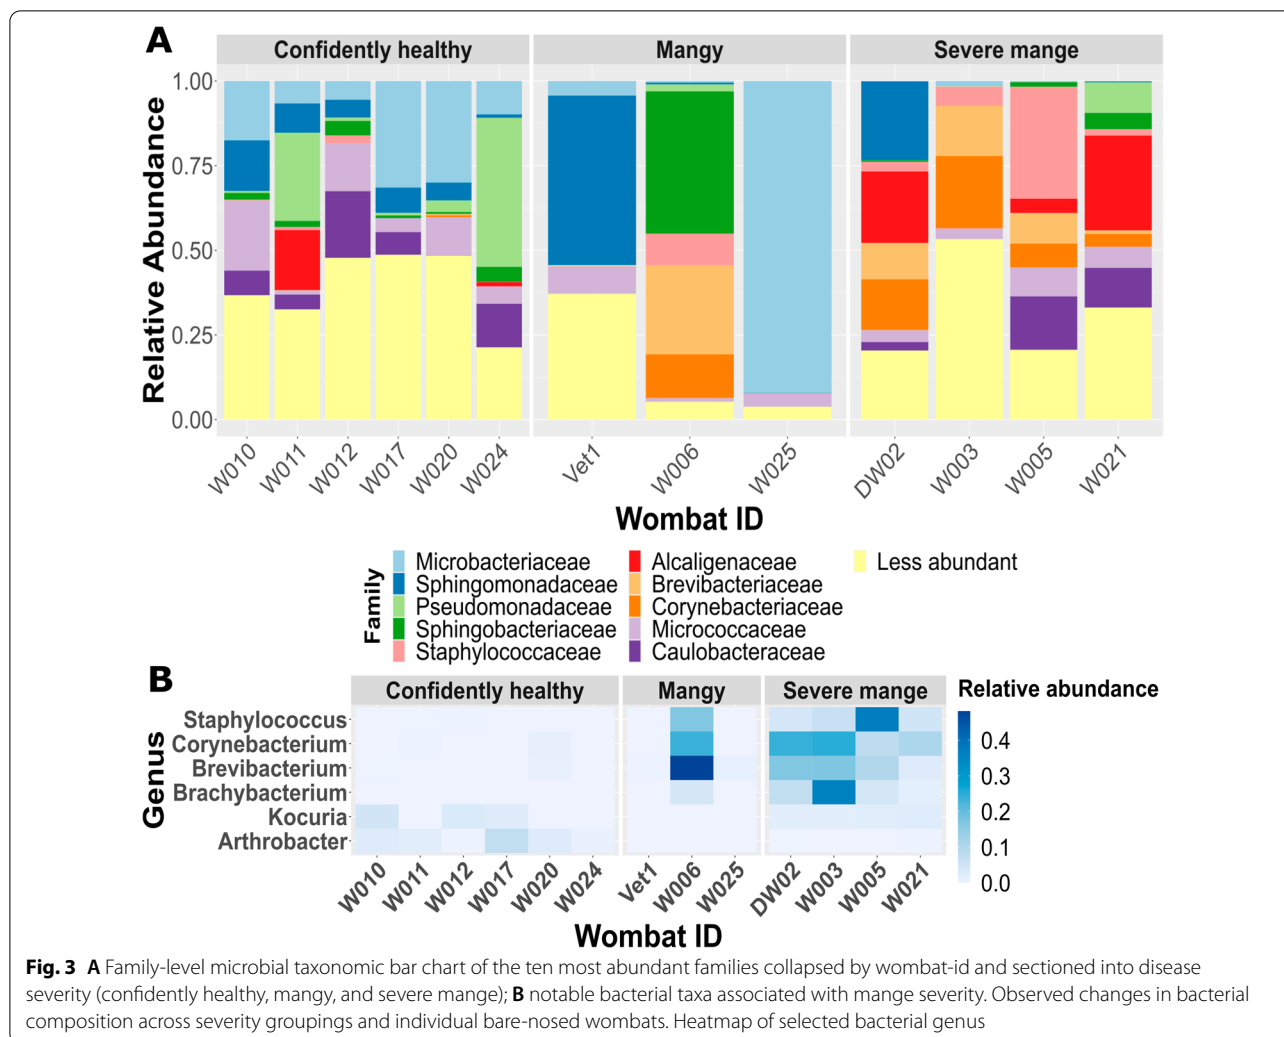 A
Confidently healthy
Mangy
Severe mange
Relative Abundance
1.00
0.75
0.50
0.25
0.00
W010
W011
W012
W017
W020
W024
Vet1
W006
W025
DW02
W003
W005
W021
Wombat ID
Family
Microbacteriaceae
Sphingomonadaceae
Pseudomonadaceae
Sphingobacteriaceae
Staphylococcaceae
Alcaligenaceae
Brevibacteriaceae
Corynebacteriaceae
Micrococcaceae
Caulobacteraceae
Less abundant
B
Confidently healthy
Mangy
Severe mange
Genus
Staphylococcus
Corynebacterium
Brevibacterium
Brachybacterium
Kocuria
Arthrobacter
W010
W011
W012
W017
W020
W024
Vet1
W006
W025
DW02
W003
W005
W021
Wombat ID
Relative abundance
0.4
0.3
0.2
0.1
0.0
Fig. 3 A Family-level microbial taxonomic bar chart of the ten most abundant families collapsed by wombat-id and sectioned into disease
severity (confidently healthy, mangy, and severe mange); B notable bacterial taxa associated with mange severity. Observed changes in bacterial
composition across severity groupings and individual bare-nosed wombats. Heatmap of selected bacterial genus